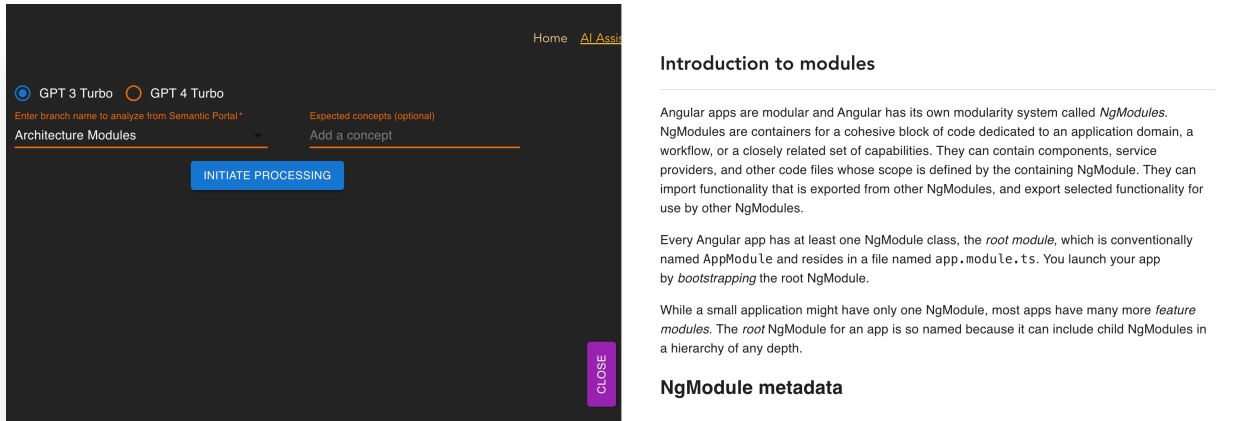 Home AI Assis
GPT 3 Turbo GPT 4 Turbo
Enter branch name to analyze from Semantic Portal* Expected concepts (optional)
Architecture Modules Add a concept
INITIATE PROCESSING
CLOSE
Introduction to modules
Angular apps are modular and Angular has its own modularity system called NgModules.
NgModules are containers for a cohesive block of code dedicated to an application domain, a
workflow, or a closely related set of capabilities. They can contain components, service
providers, and other code files whose scope is defined by the containing NgModule. They can
import functionality that is exported from other NgModules, and export selected functionality for
use by other NgModules.
Every Angular app has at least one NgModule class, the root module, which is conventionally
named AppModule and resides in a file named app.module.ts. You launch your app
by bootstrapping the root NgModule.
While a small application might have only one NgModule, most apps have many more feature
modules. The root NgModule for an app is so named because it can include child NgModules in
a hierarchy of any depth.
NgModule metadata